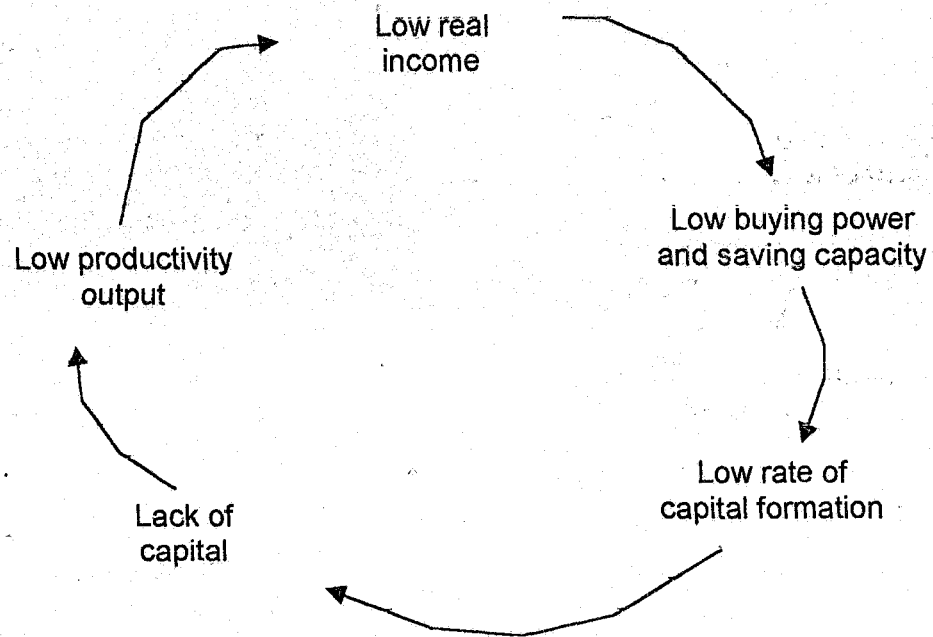 Low real
income
Low buying power
and saving capacity
Low rate of
capital formation
Lack of
capital
Low productivity
output